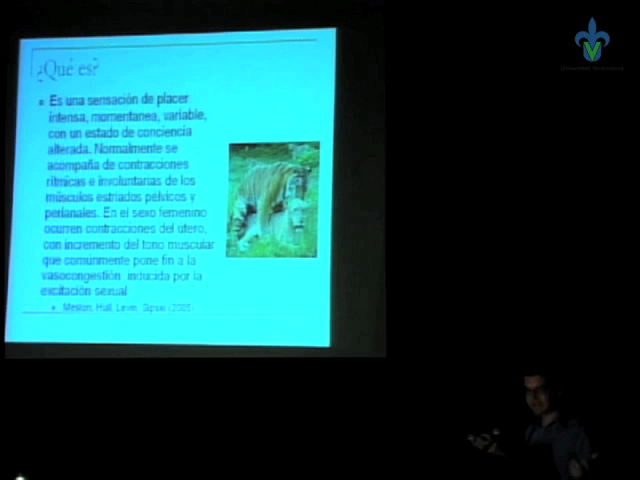 ¿Qué es?
Es una sensación de placer
intensa, momentanea, variable,
con un estado de conciencia
alterada. Normalmente se
acompaña de contracciones
rítmicas e involuntarias de los
músculos estriados pélvicos y
perianales. En el sexo femenino
ocurren contracciones del utero,
con incremento del tono muscular
que comúnmente pone fin a la
vasocongestión inducida por la
excitación sexual
Meston, Hull, Levin, Sipski (2005)